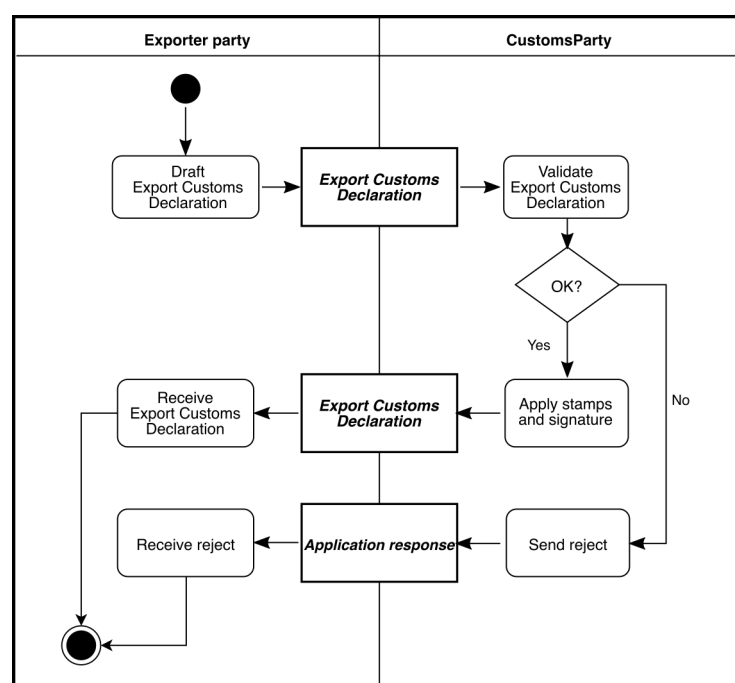 Exporter party
CustomsParty
Draft
Export Customs
Declaration
Export Customs
Declaration
Validate
Export Customs
Declaration
OK?
Yes
No
Receive
Export Customs
Declaration
Export Customs
Declaration
Apply stamps
and signature
Receive reject
Application response
Send reject